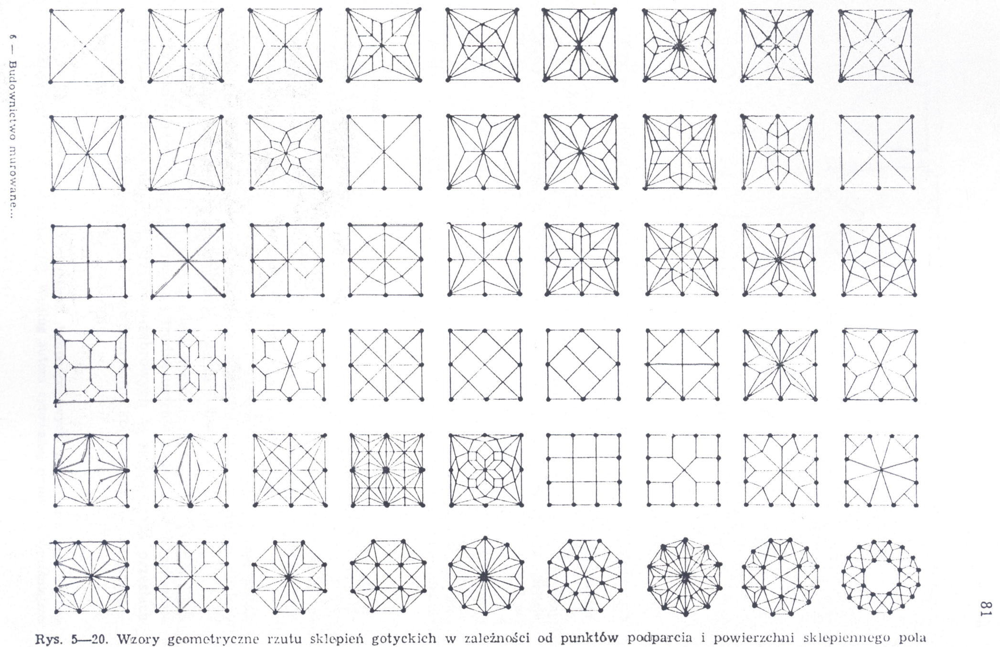 6 — Budownictwo murowane...
81
Rys. 5—20. Wzory geometryczne rzutu sklepień gotyckich w zależności od punktów podparcia i powierzchni sklepiennego pola